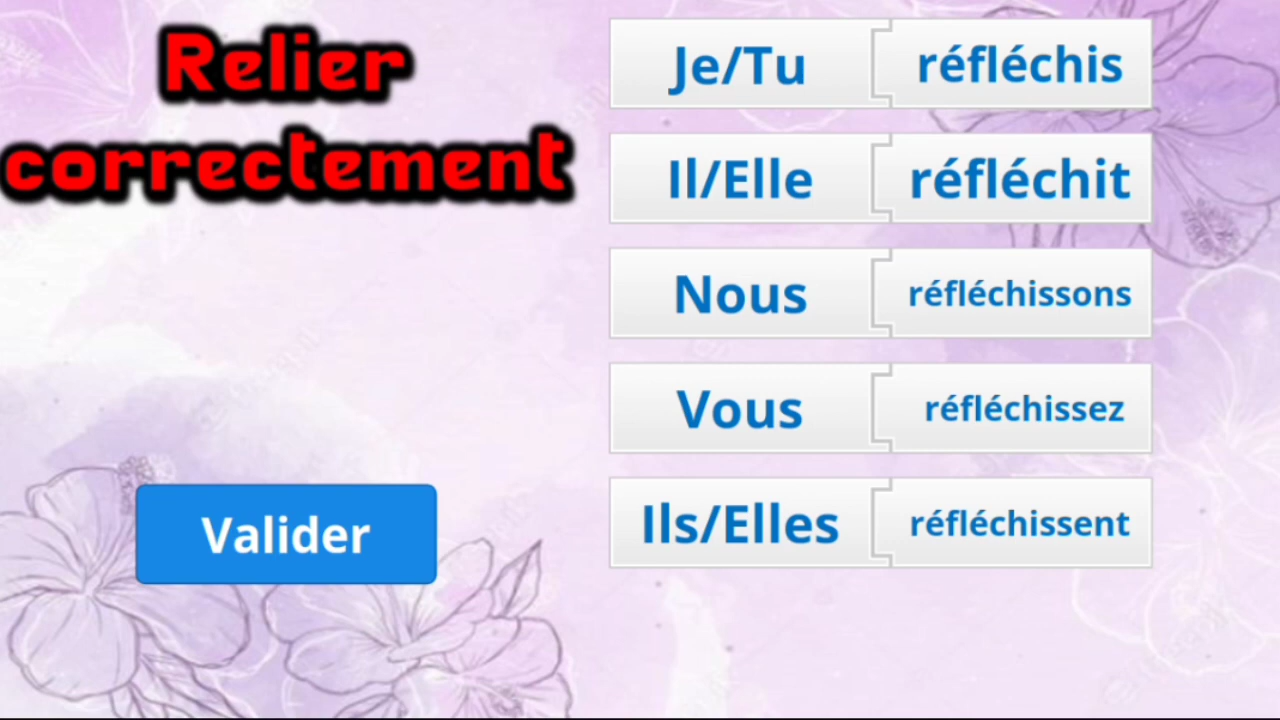 Relier
correctement
Je/Tu réfléchis
Il/Elle réfléchit
Nous réfléchissons
Vous réfléchissez
Ils/Elles réfléchissent
Valider